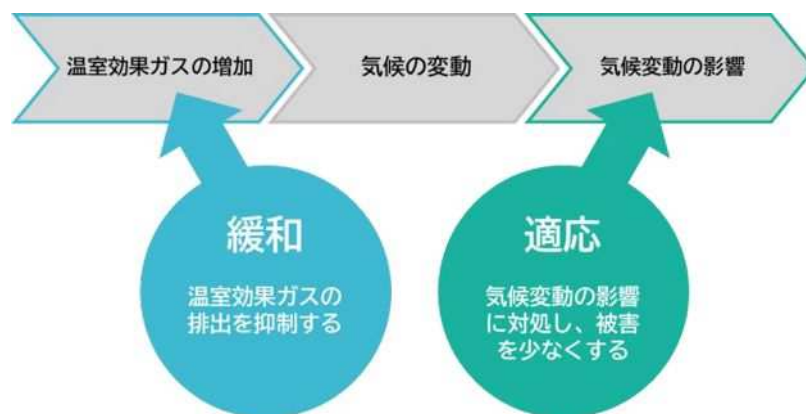 温室効果ガスの増加
気候の変動
気候変動の影響
緩和
温室効果ガスの
排出を抑制する
適応
気候変動の影響
に対処し、被害
を少なくする